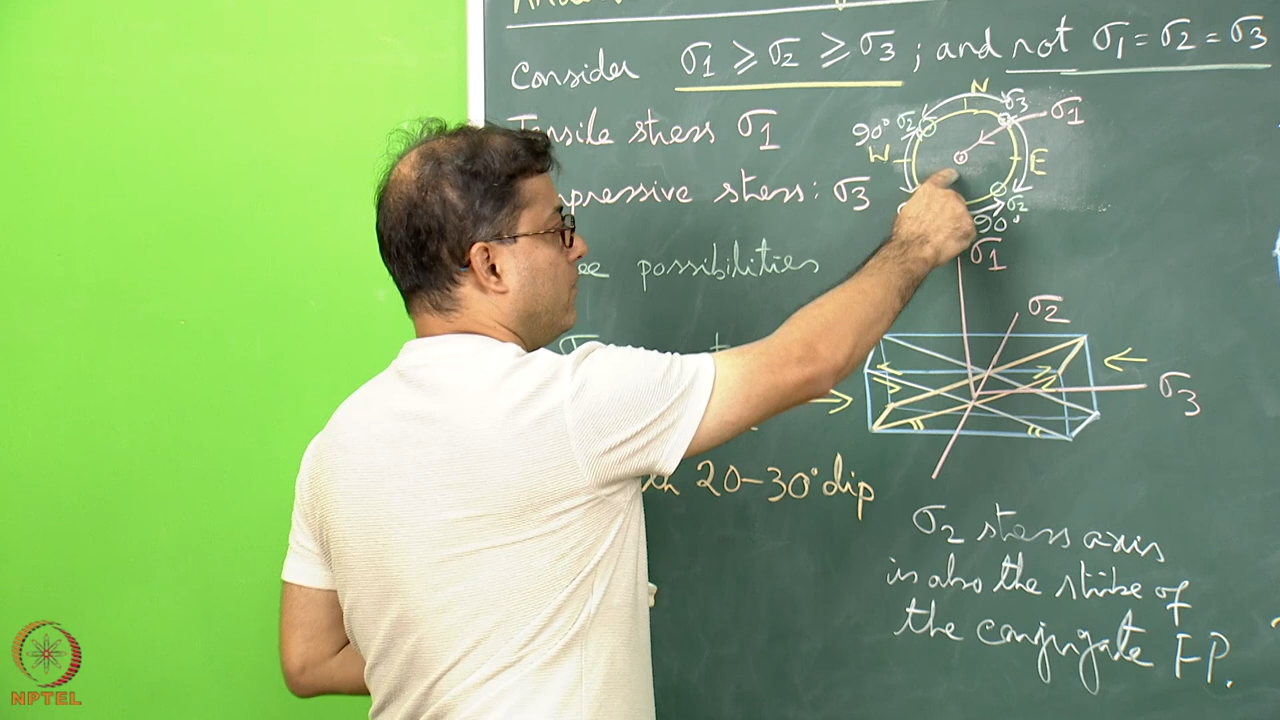 Consider σ1 ⩾ σ2 ⩾ σ3 ; and not σ1 = σ2 = σ3
Tensile stress σ1
mpressive stress: σ3
ee possibilities
20-30° dip
N
σ3
σ1
90° σ2
W
E
σ2
90°
σ1
σ2
σ3
σ2 stress axis
is also the strike of
the conjugate F.P.
NPTEL